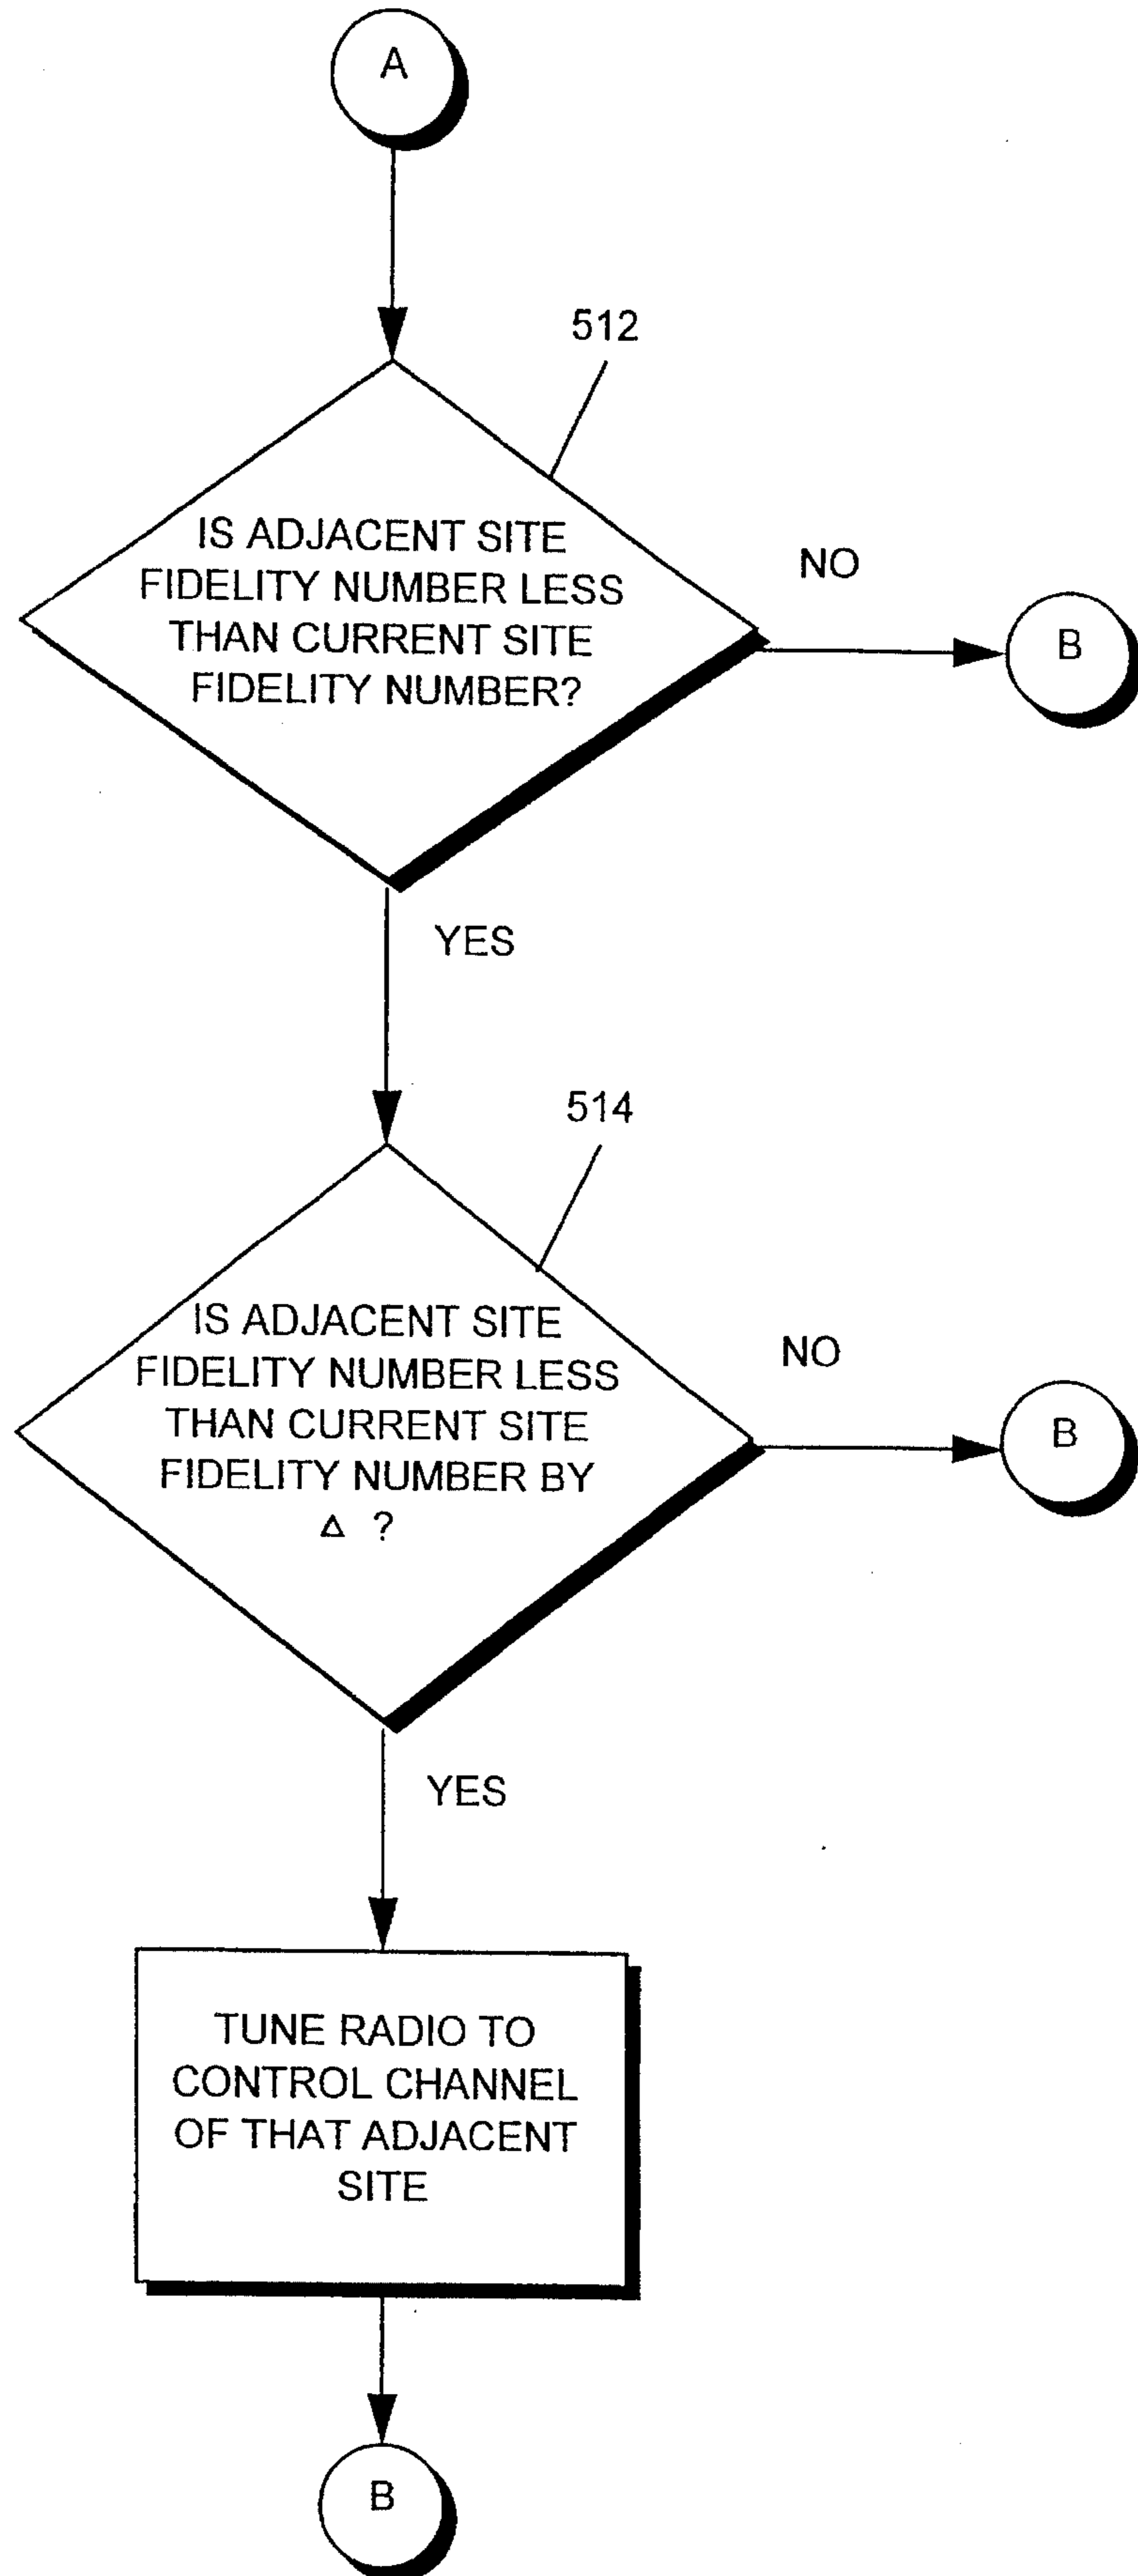 A
512
IS ADJACENT SITE
FIDELITY NUMBER LESS
THAN CURRENT SITE
FIDELITY NUMBER?
NO
B
YES
514
IS ADJACENT SITE
FIDELITY NUMBER LESS
THAN CURRENT SITE
FIDELITY NUMBER BY
Δ ?
NO
B
YES
TUNE RADIO TO
CONTROL CHANNEL
OF THAT ADJACENT
SITE
B